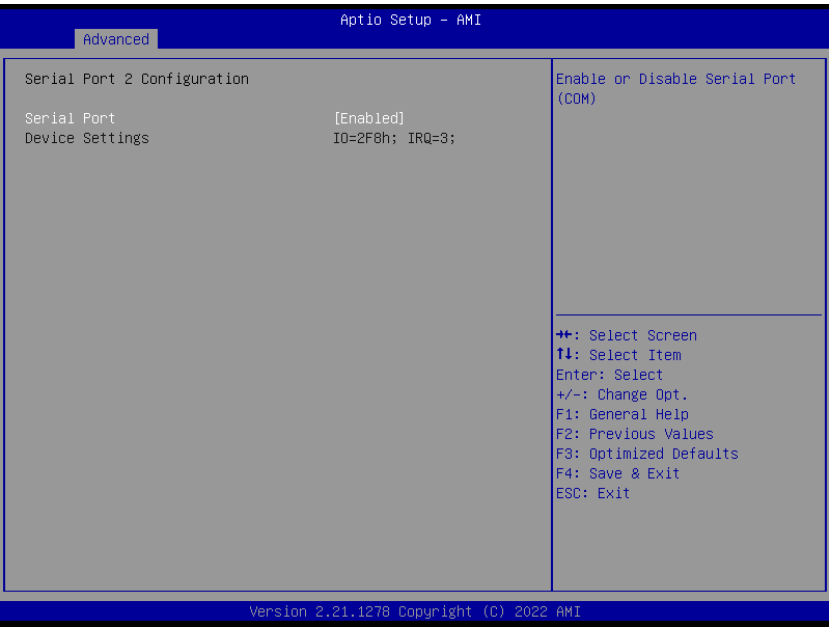 Aptio Setup – AMI
Advanced
Serial Port 2 Configuration
Serial Port [Enabled]
Device Settings IO=2F8h; IRQ=3;
Enable or Disable Serial Port
(COM)
→←: Select Screen
↑↓: Select Item
Enter: Select
+/-: Change Opt.
F1: General Help
F2: Previous Values
F3: Optimized Defaults
F4: Save & Exit
ESC: Exit
Version 2.21.1278 Copyright (C) 2022 AMI